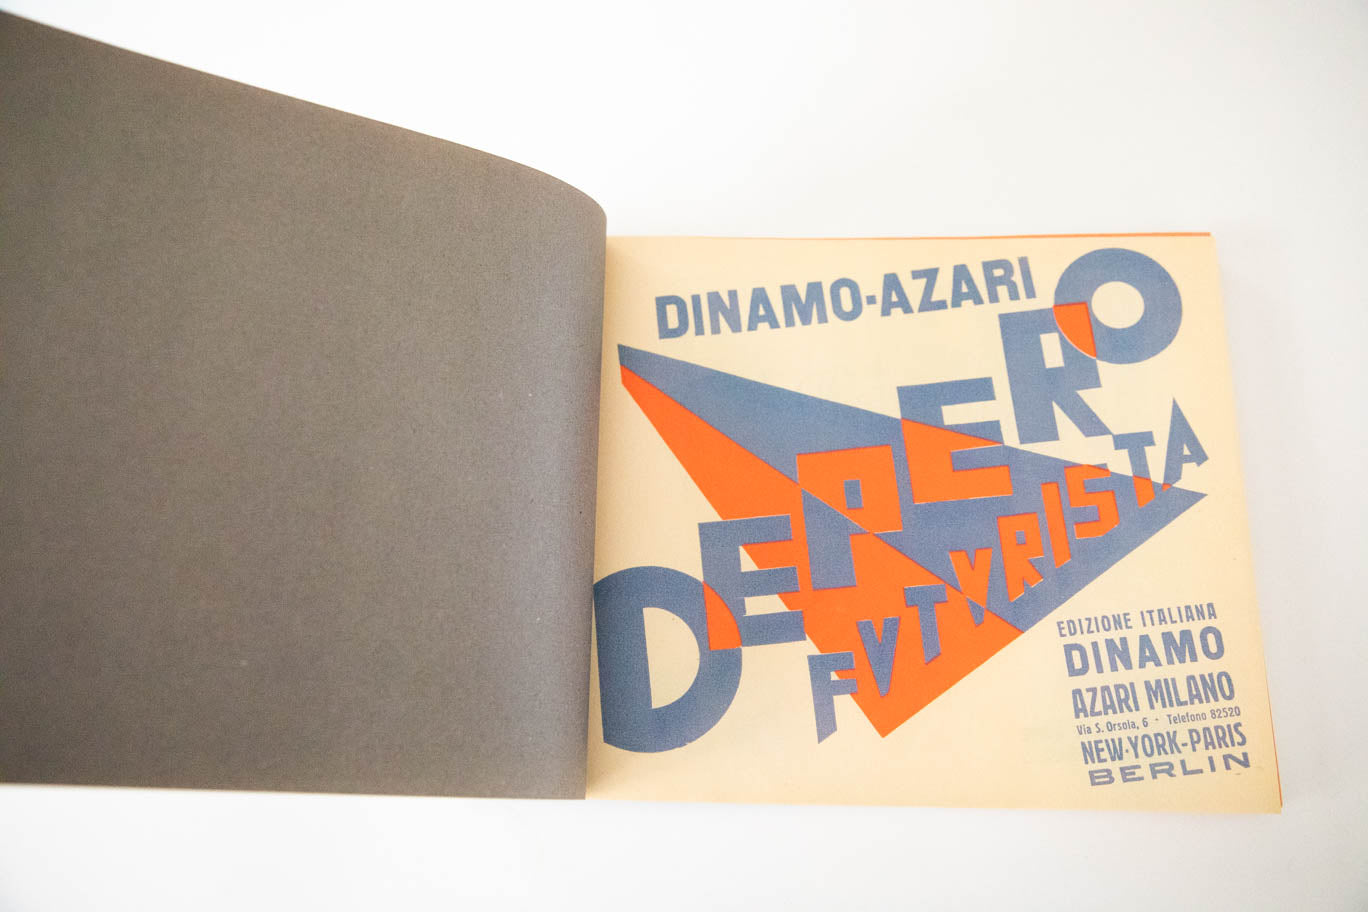 DINAMO-AZARI
DEPERO
FVTVRISTA
EDIZIONE ITALIANA
DINAMO
AZARI MILANO
Via S. Orsola, 6 - Telefono 82520
NEW-YORK-PARIS
BERLIN